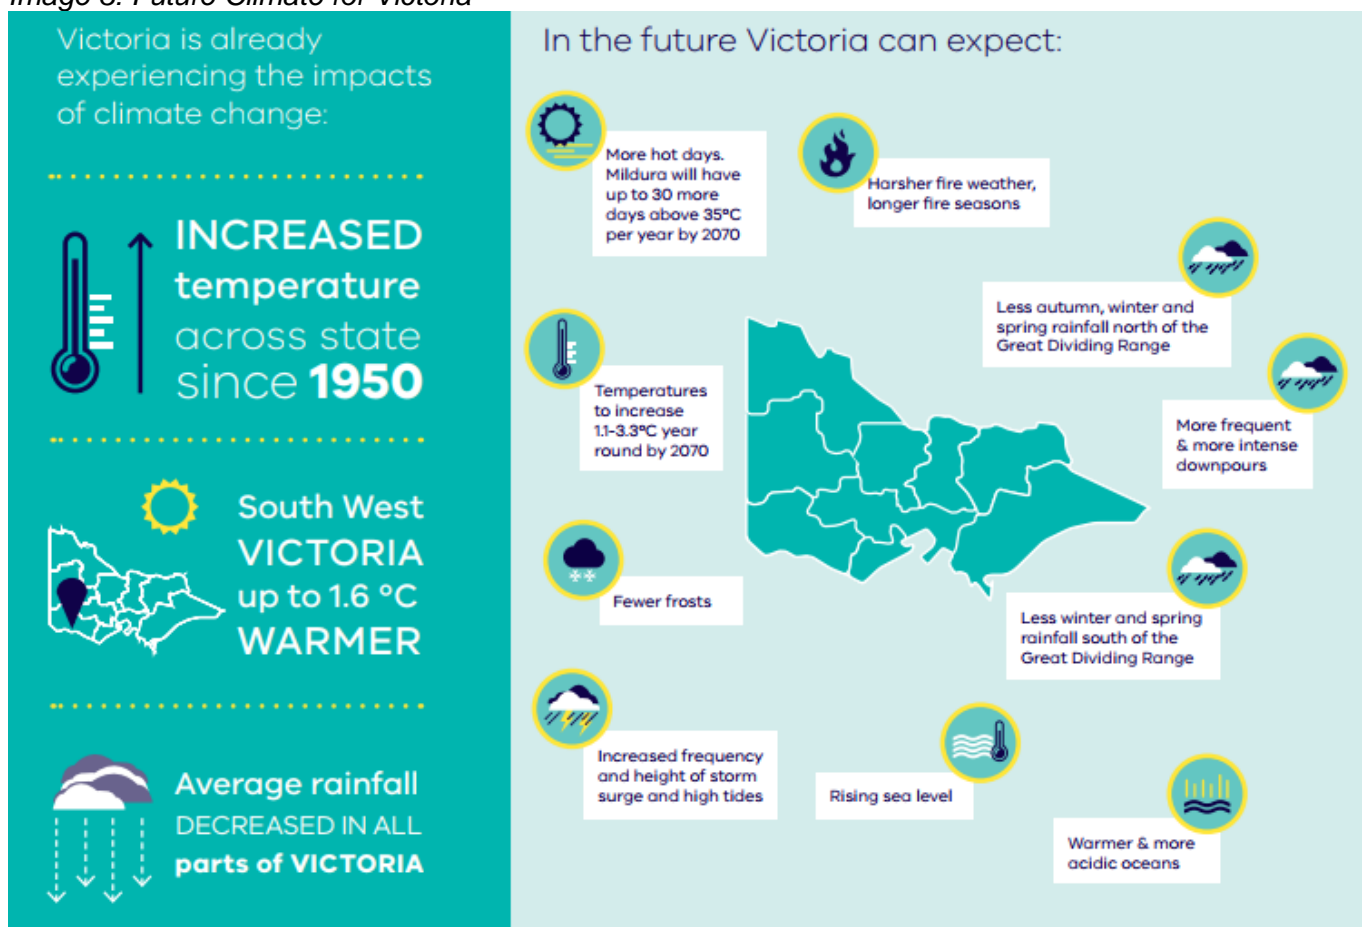 Image 3: Future Climate for Victoria
Victoria is already
experiencing the impacts
of climate change:
INCREASED
temperature
across state
since 1950
South West
VICTORIA
up to 1.6 °C
WARMER
Average rainfall
DECREASED IN ALL
parts of VICTORIA
In the future Victoria can expect:
More hot days.
Mildura will have
up to 30 more
days above 35°C
per year by 2070
Harsher fire weather,
longer fire seasons
Less autumn, winter and
spring rainfall north of the
Great Dividing Range
Temperatures
to increase
1.1-3.3°C year
round by 2070
More frequent
& more intense
downpours
Fewer frosts
Less winter and spring
rainfall south of the
Great Dividing Range
Increased frequency
and height of storm
surge and high tides
Rising sea level
Warmer & more
acidic oceans